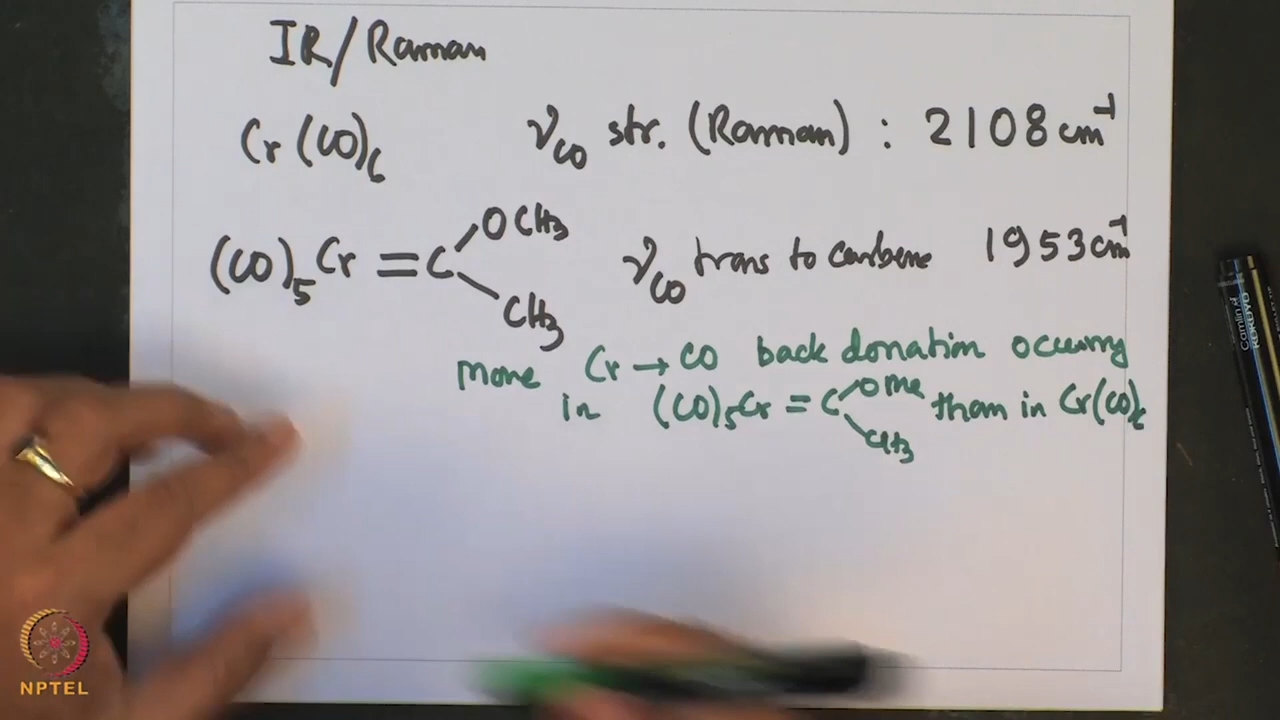 IR/Raman
Cr(CO)6 νCO str. (Raman) : 2108 cm-1
OCH3
(CO)5Cr=C νCO trans to carbene 1953 cm-1
CH3
more Cr→CO back donation occurring
in (CO)5Cr=C OMe than in Cr(CO)6
CH3
Camlin
KOKUYO
NPTEL